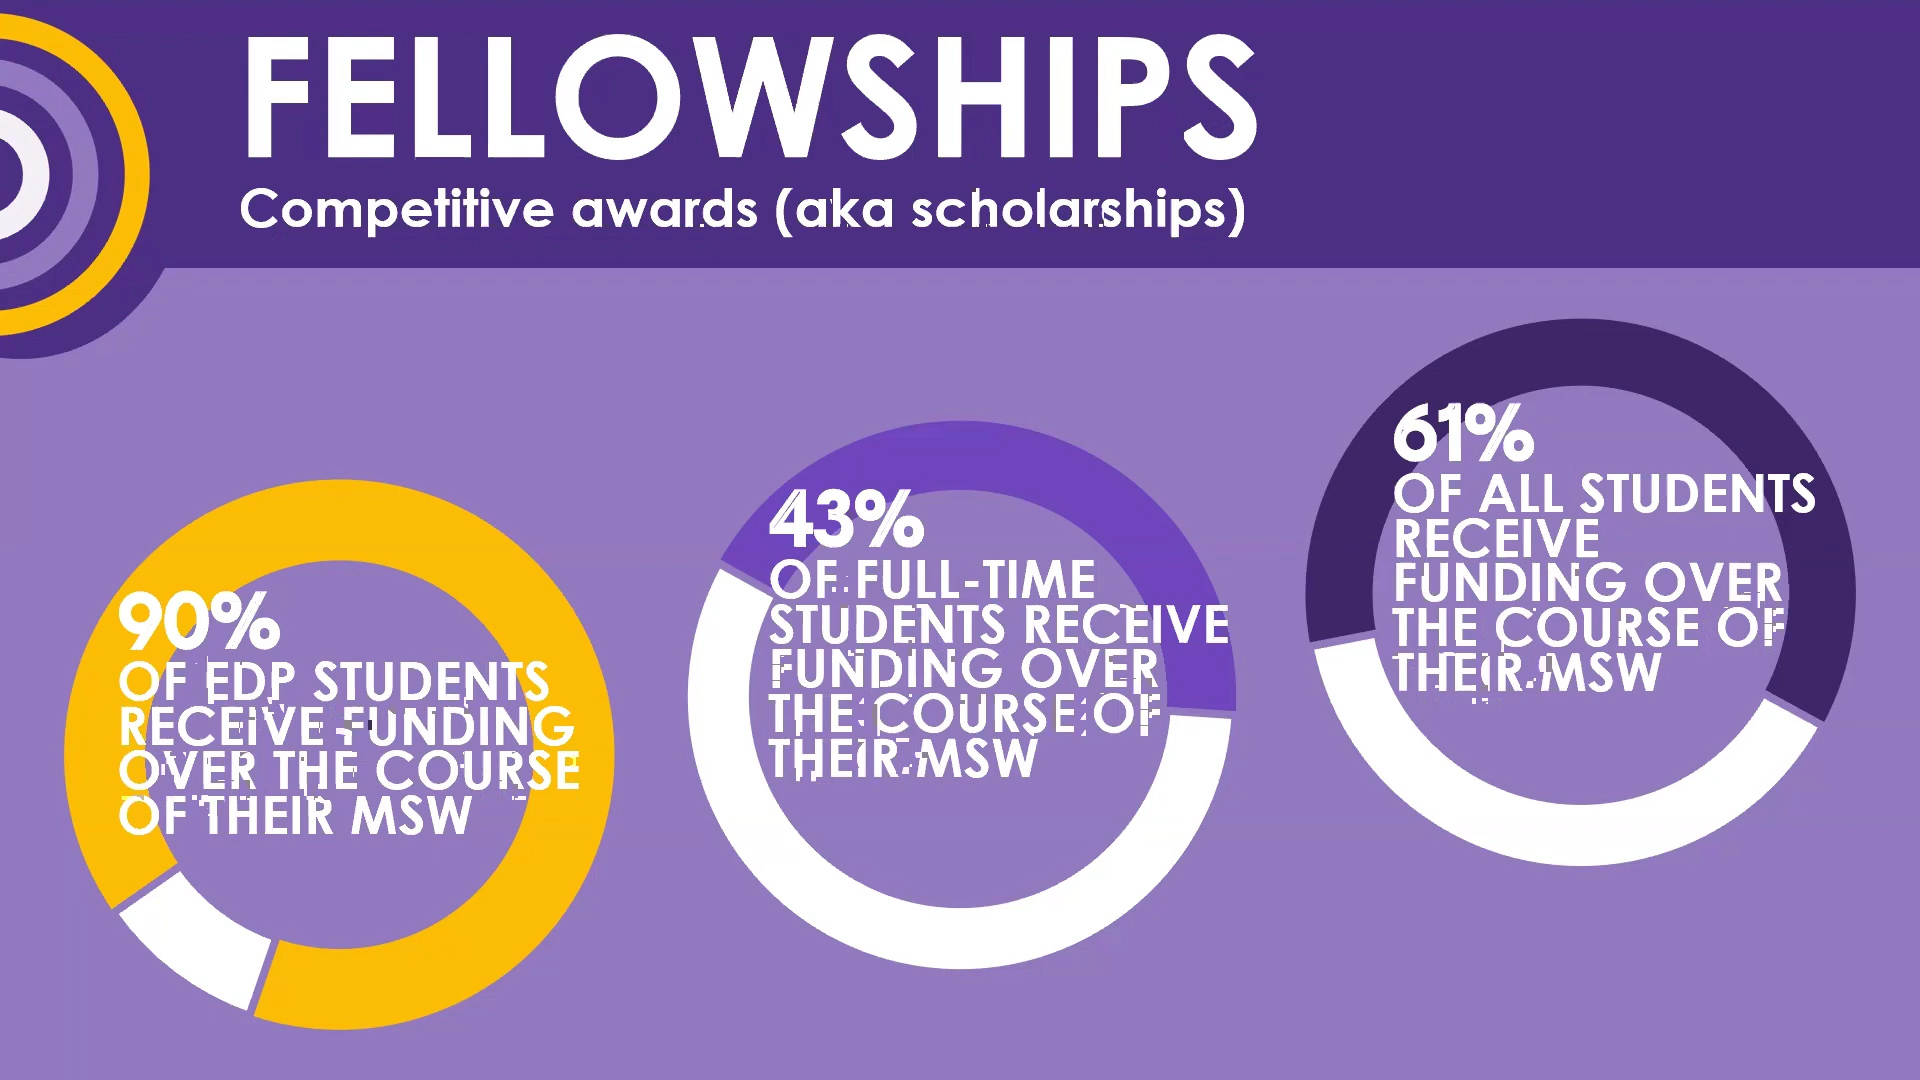 FELLOWSHIPS
Competitive awards (aka scholarships)
90%
OF EDP STUDENTS
RECEIVE FUNDING
OVER THE COURSE
OF THEIR MSW
43%
OF FULL-TIME
STUDENTS RECEIVE
FUNDING OVER
THE COURSE OF
THEIR MSW
61%
OF ALL STUDENTS
RECEIVE
FUNDING OVER
THE COURSE OF
THEIR MSW